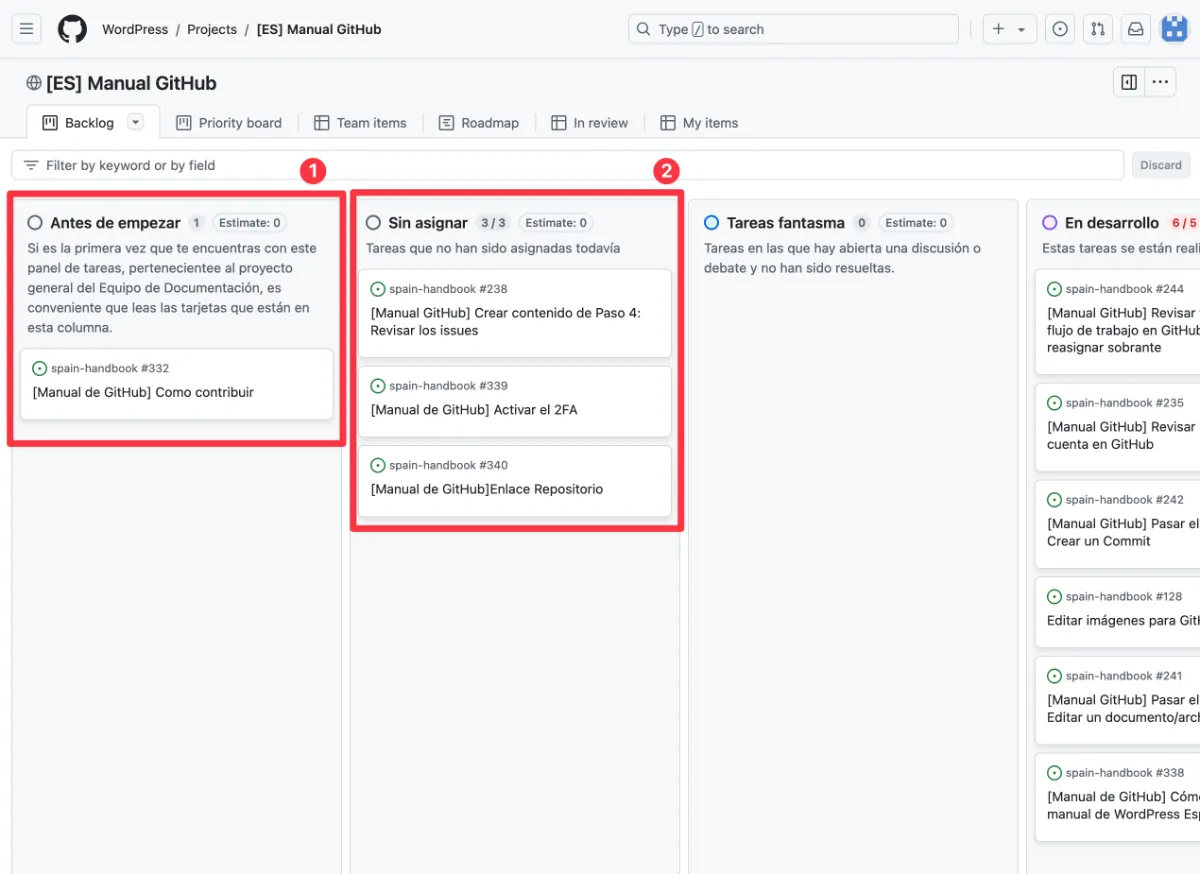 WordPress / Projects / [ES] Manual GitHub
Type / to search
[ES] Manual GitHub
Backlog
Priority board
Team items
Roadmap
In review
My items
Filter by keyword or by field
Discard
1
2
Antes de empezar 1 Estimate: 0
Si es la primera vez que te encuentras con este
panel de tareas, pertenecientee al proyecto
general del Equipo de Documentación, es
conveniente que leas las tarjetas que están en
esta columna.
spain-handbook #332
[Manual de GitHub] Como contribuir
Sin asignar 3 / 3 Estimate: 0
Tareas que no han sido asignadas todavía
spain-handbook #238
[Manual GitHub] Crear contenido de Paso 4:
Revisar los issues
spain-handbook #339
[Manual de GitHub] Activar el 2FA
spain-handbook #340
[Manual de GitHub]Enlace Repositorio
Tareas fantasma 0 Estimate: 0
Tareas en las que hay abierta una discusión o
debate y no han sido resueltas.
En desarrollo 6 / 5
Estas tareas se están reali
spain-handbook #244
[Manual GitHub] Revisar
flujo de trabajo en GitHub
reasignar sobrante
spain-handbook #235
[Manual GitHub] Revisar
cuenta en GitHub
spain-handbook #242
[Manual GitHub] Pasar el
Crear un Commit
spain-handbook #128
Editar imágenes para GitH
spain-handbook #241
[Manual GitHub] Pasar el
Editar un documento/arch
spain-handbook #338
[Manual de GitHub] Cómo
manual de WordPress Esp